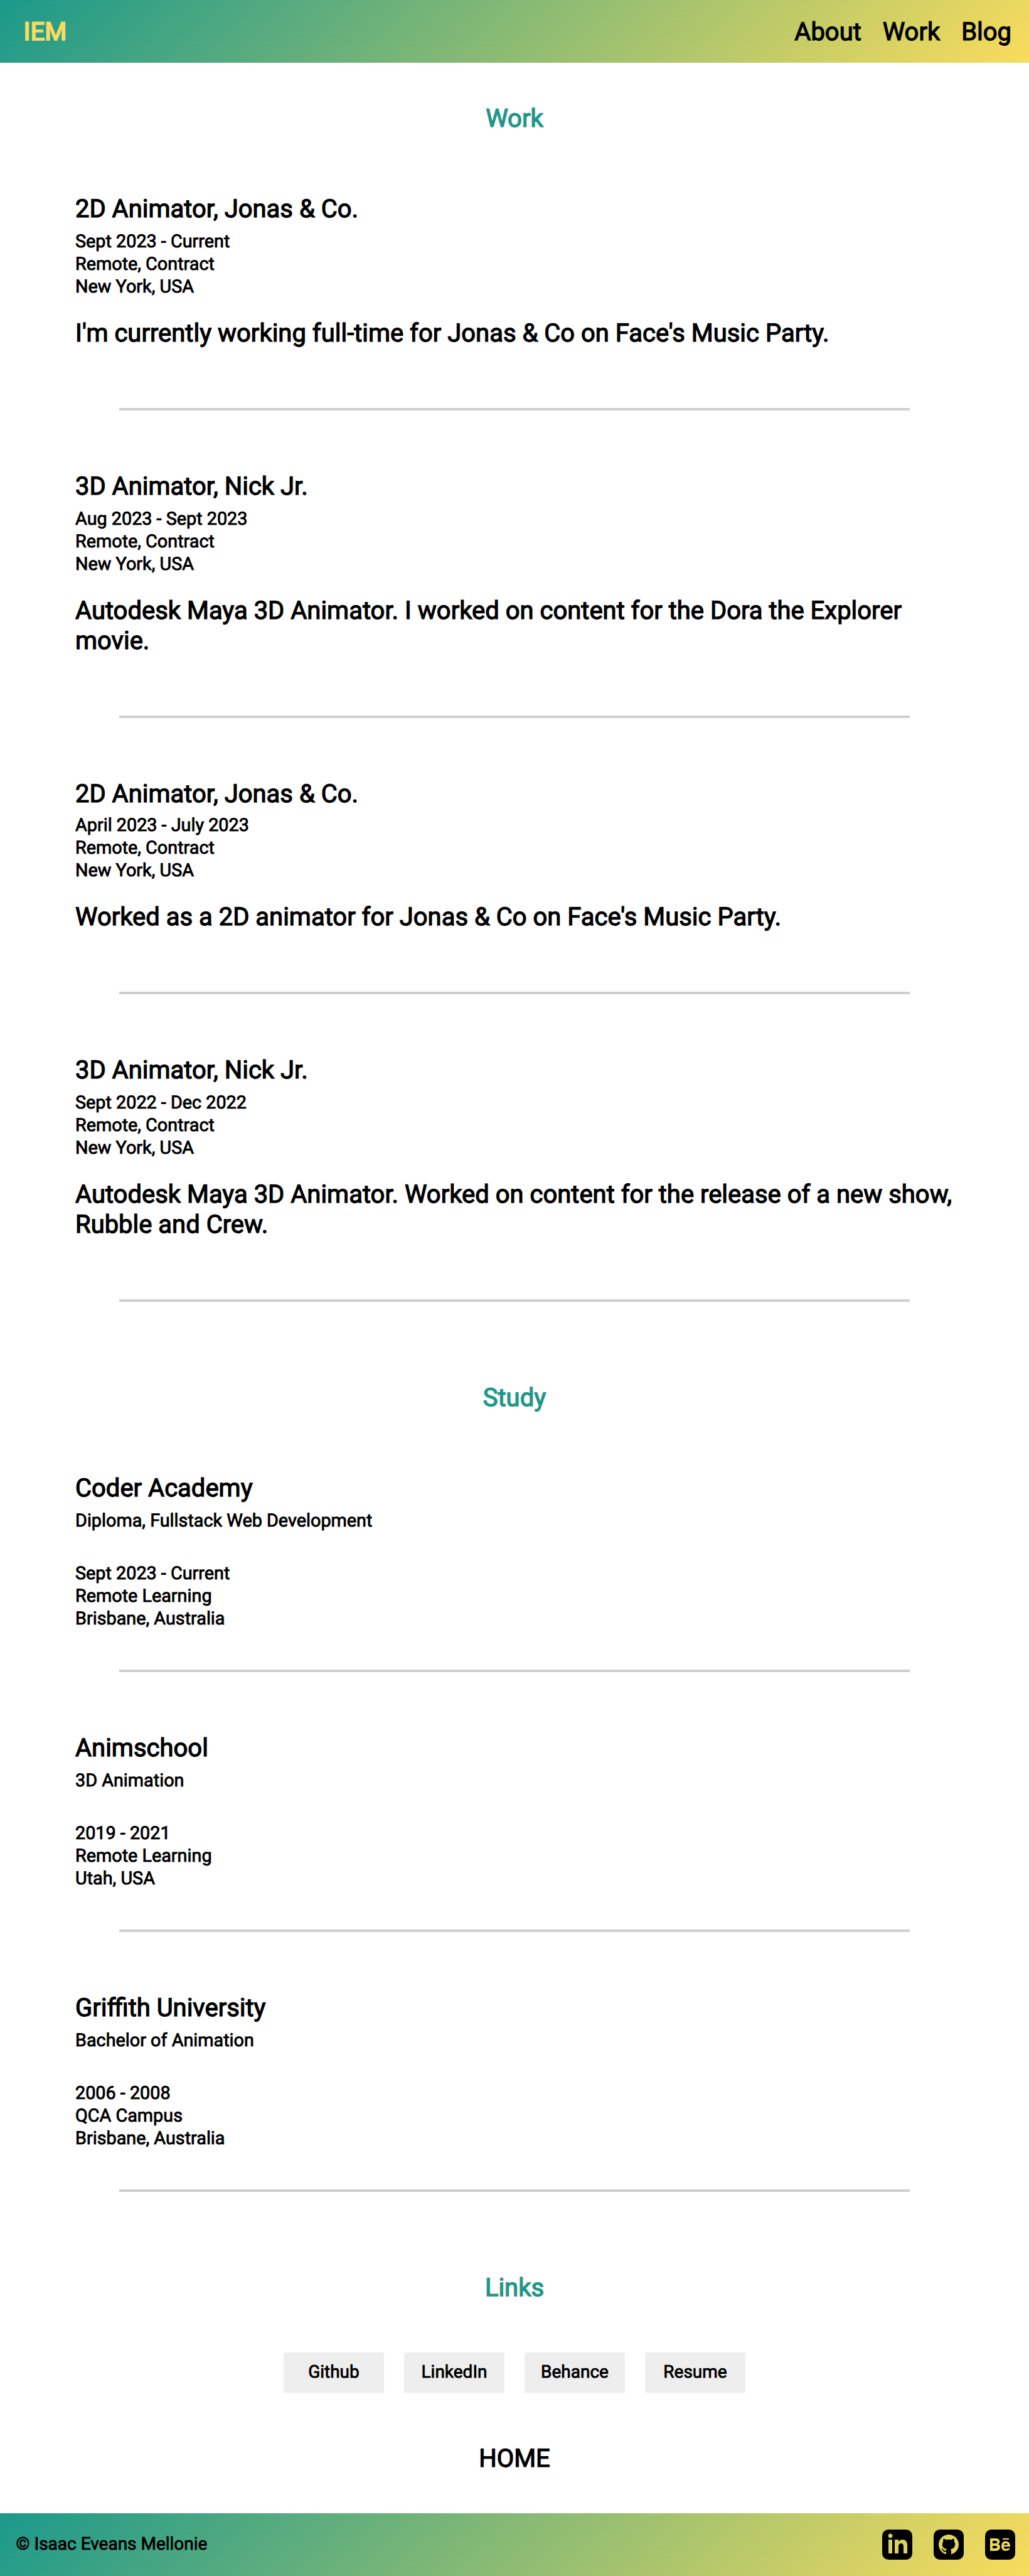 IEM
About Work Blog
Work
2D Animator, Jonas & Co.
Sept 2023 - Current
Remote, Contract
New York, USA
I'm currently working full-time for Jonas & Co on Face's Music Party.
3D Animator, Nick Jr.
Aug 2023 - Sept 2023
Remote, Contract
New York, USA
Autodesk Maya 3D Animator. I worked on content for the Dora the Explorer
movie.
2D Animator, Jonas & Co.
April 2023 - July 2023
Remote, Contract
New York, USA
Worked as a 2D animator for Jonas & Co on Face's Music Party.
3D Animator, Nick Jr.
Sept 2022 - Dec 2022
Remote, Contract
New York, USA
Autodesk Maya 3D Animator. Worked on content for the release of a new show,
Rubble and Crew.
Study
Coder Academy
Diploma, Fullstack Web Development
Sept 2023 - Current
Remote Learning
Brisbane, Australia
Animschool
3D Animation
2019 - 2021
Remote Learning
Utah, USA
Griffith University
Bachelor of Animation
2006 - 2008
QCA Campus
Brisbane, Australia
Links
Github LinkedIn Behance Resume
HOME
© Isaac Eveans Mellonie
in Bē